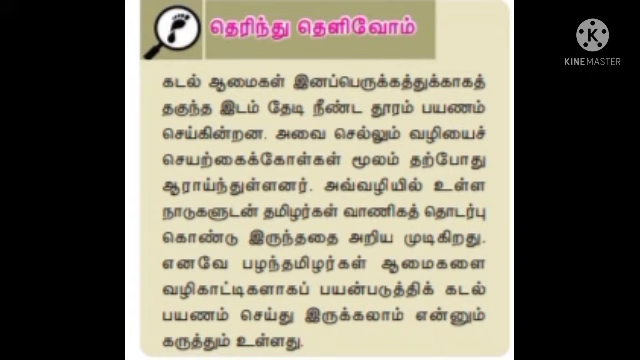 தெரிந்து தெளிவோம்
KINEMASTER
கடல் ஆமைகள் இனப்பெருக்கத்துக்காகத்
தகுந்த இடம் தேடி நீண்ட தூரம் பயணம்
செய்கின்றன. அவை செல்லும் வழியைச்
செயற்கைக்கோள்கள் மூலம் தற்போது
ஆராய்ந்துள்ளனர். அவ்வழியில் உள்ள
நாடுகளுடன் தமிழர்கள் வாணிகத் தொடர்பு
கொண்டு இருந்ததை அறிய முடிகிறது.
எனவே பழந்தமிழர்கள் ஆமைகளை
வழிகாட்டிகளாகப் பயன்படுத்திக் கடல்
பயணம் செய்து இருக்கலாம் என்னும்
கருத்தும் உள்ளது.